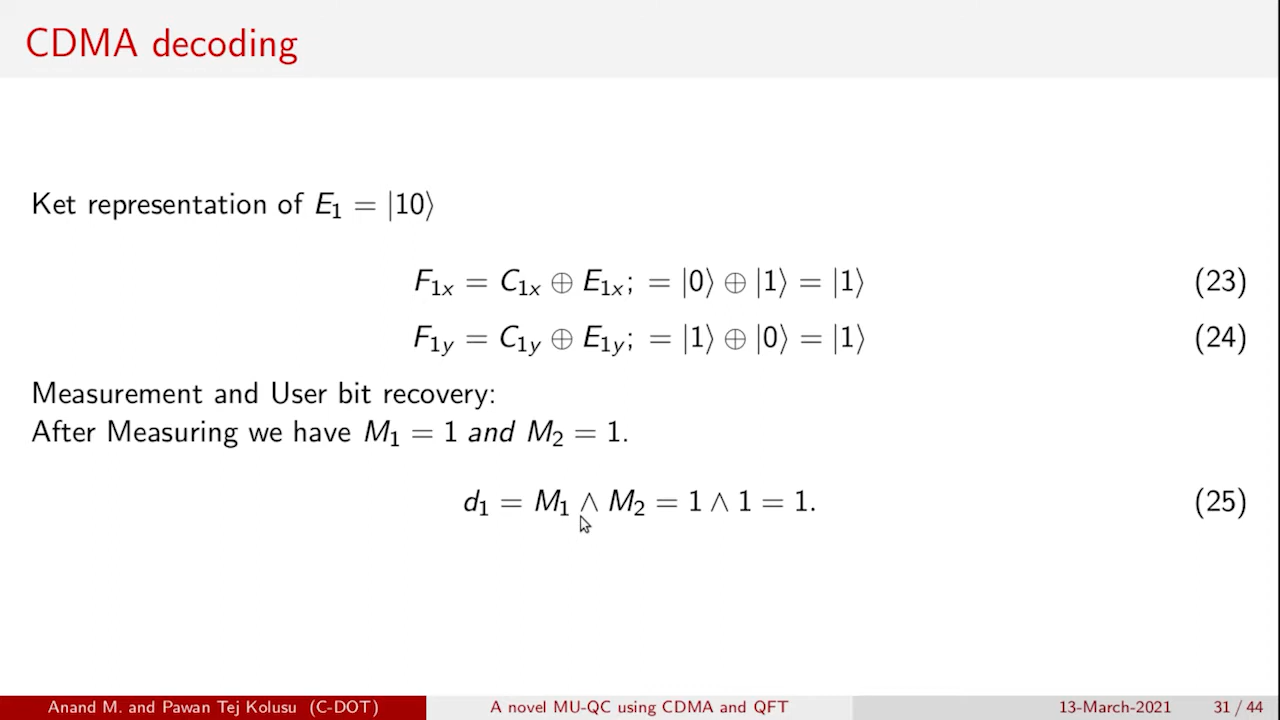 CDMA decoding
Ket representation of E₁ = |10⟩
F₁ₓ = C₁ₓ ⊕ E₁ₓ; = |0⟩ ⊕ |1⟩ = |1⟩ (23)
F₁y = C₁y ⊕ E₁y; = |1⟩ ⊕ |0⟩ = |1⟩ (24)
Measurement and User bit recovery:
After Measuring we have M₁ = 1 and M₂ = 1.
d₁ = M₁ ∧ M₂ = 1 ∧ 1 = 1. (25)
Anand M. and Pawan Tej Kolusu (C-DOT) A novel MU-QC using CDMA and QFT 13-March-2021 31 / 44